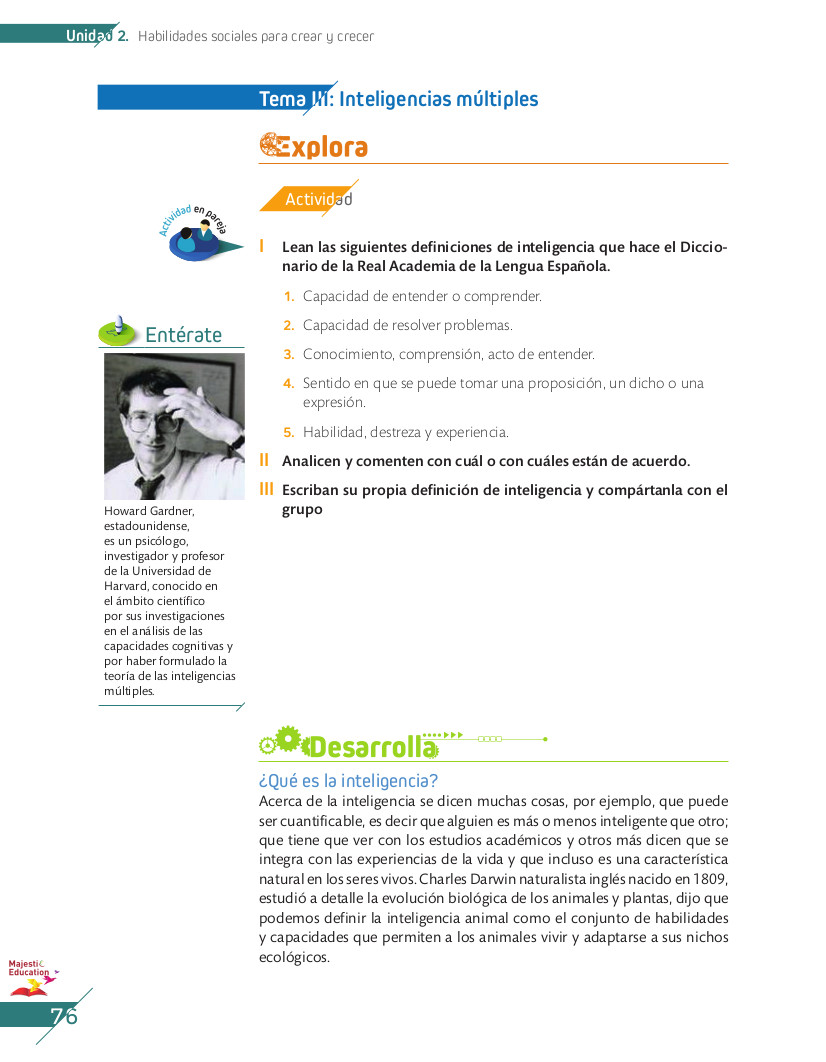 Unidad 2. Habilidades sociales para crear y crecer
Tema III: Inteligencias múltiples
Explora
Actividad
Actividad en pareja
I Lean las siguientes definiciones de inteligencia que hace el Diccio-
nario de la Real Academia de la Lengua Española.
1. Capacidad de entender o comprender.
2. Capacidad de resolver problemas.
3. Conocimiento, comprensión, acto de entender.
4. Sentido en que se puede tomar una proposición, un dicho o una
expresión.
5. Habilidad, destreza y experiencia.
II Analicen y comenten con cuál o con cuáles están de acuerdo.
III Escriban su propia definición de inteligencia y compártanla con el
grupo
Entérate
Howard Gardner,
estadounidense,
es un psicólogo,
investigador y profesor
de la Universidad de
Harvard, conocido en
el ámbito científico
por sus investigaciones
en el análisis de las
capacidades cognitivas y
por haber formulado la
teoría de las inteligencias
múltiples.
Desarrolla
¿Qué es la inteligencia?
Acerca de la inteligencia se dicen muchas cosas, por ejemplo, que puede
ser cuantificable, es decir que alguien es más o menos inteligente que otro;
que tiene que ver con los estudios académicos y otros más dicen que se
integra con las experiencias de la vida y que incluso es una característica
natural en los seres vivos. Charles Darwin naturalista inglés nacido en 1809,
estudió a detalle la evolución biológica de los animales y plantas, dijo que
podemos definir la inteligencia animal como el conjunto de habilidades
y capacidades que permiten a los animales vivir y adaptarse a sus nichos
ecológicos.
Majestic
Education
76